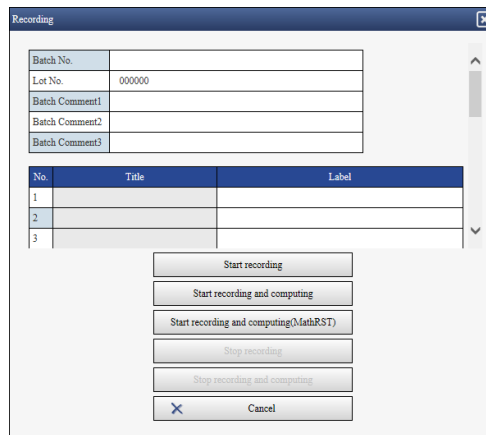 Recording
Batch No.
Lot No. 000000
Batch Comment1
Batch Comment2
Batch Comment3
No. Title Label
1
2
3
Start recording
Start recording and computing
Start recording and computing(MathRST)
Stop recording
Stop recording and computing
Cancel